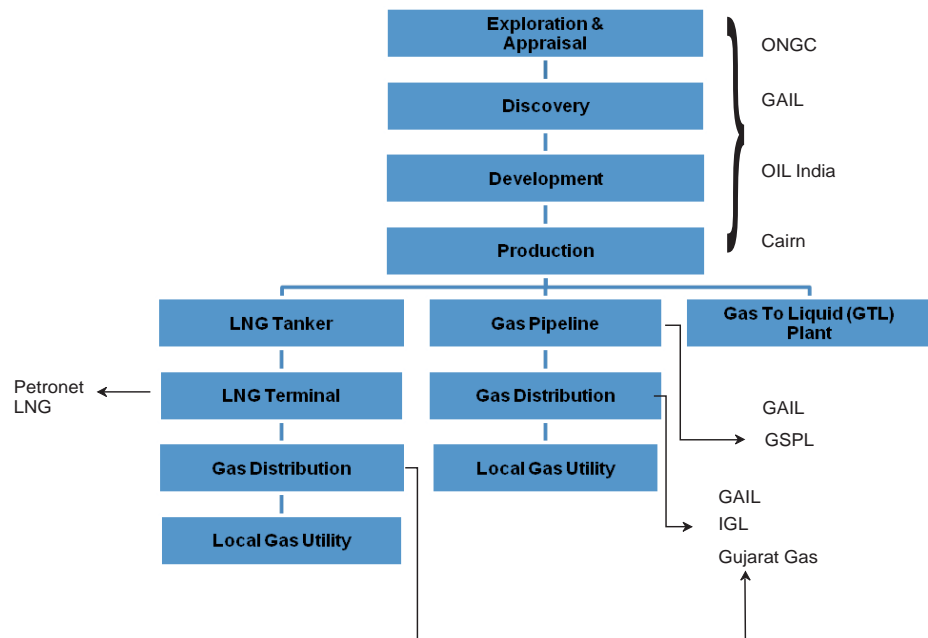 Exploration &
Appraisal
ONGC
Discovery
GAIL
Development
OIL India
Production
Cairn
LNG Tanker
Gas Pipeline
Gas To Liquid (GTL)
Plant
Petronet
LNG
LNG Terminal
Gas Distribution
GAIL
GSPL
Gas Distribution
Local Gas Utility
GAIL
IGL
Local Gas Utility
Gujarat Gas